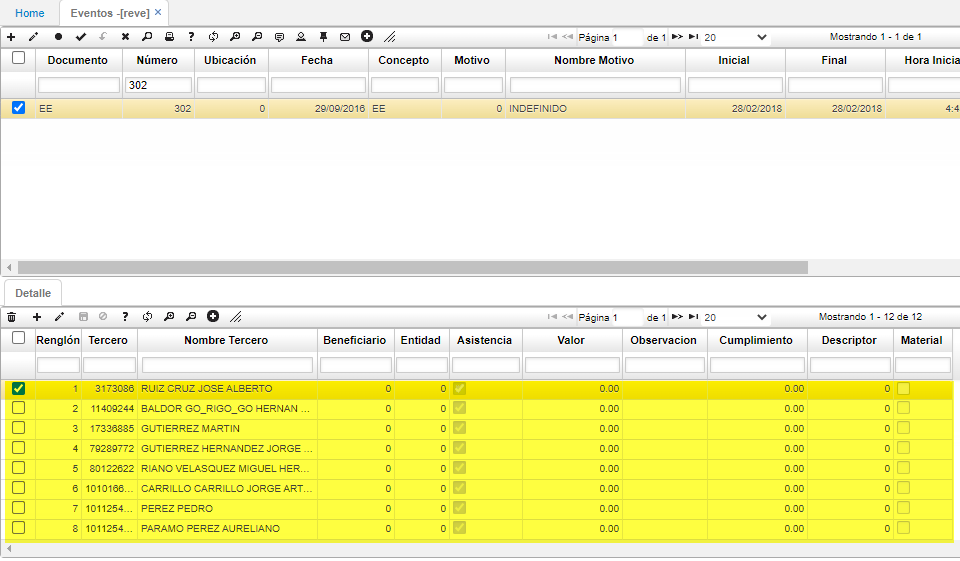 Home Eventos -[reve] ×
Página 1 de 1 20 Mostrando 1 - 1 de 1
Documento Número Ubicación Fecha Concepto Motivo Nombre Motivo Inicial Final Hora Inicia
302
EE 302 0 29/09/2016 EE 0 INDEFINIDO 28/02/2018 28/02/2018 4:4
Detalle
Página 1 de 1 20 Mostrando 1 - 12 de 12
Renglón Tercero Nombre Tercero Beneficiario Entidad Asistencia Valor Observacion Cumplimiento Descriptor Material
1 3173086 RUIZ CRUZ JOSE ALBERTO 0 0 0.00 0.00 0
2 11409244 BALDOR GO_RIGO_GO HERNAN ... 0 0 0.00 0.00 0
3 17336885 GUTIERREZ MARTIN 0 0 0.00 0.00 0
4 79289772 GUTIERREZ HERNANDEZ JORGE ... 0 0 0.00 0.00 0
5 80122622 RIANO VELASQUEZ MIGUEL HER... 0 0 0.00 0.00 0
6 1010166... CARRILLO CARRILLO JORGE ART... 0 0 0.00 0.00 0
7 1011254... PEREZ PEDRO 0 0 0.00 0.00 0
8 1011254... PARAMO PEREZ AURELIANO 0 0 0.00 0.00 0